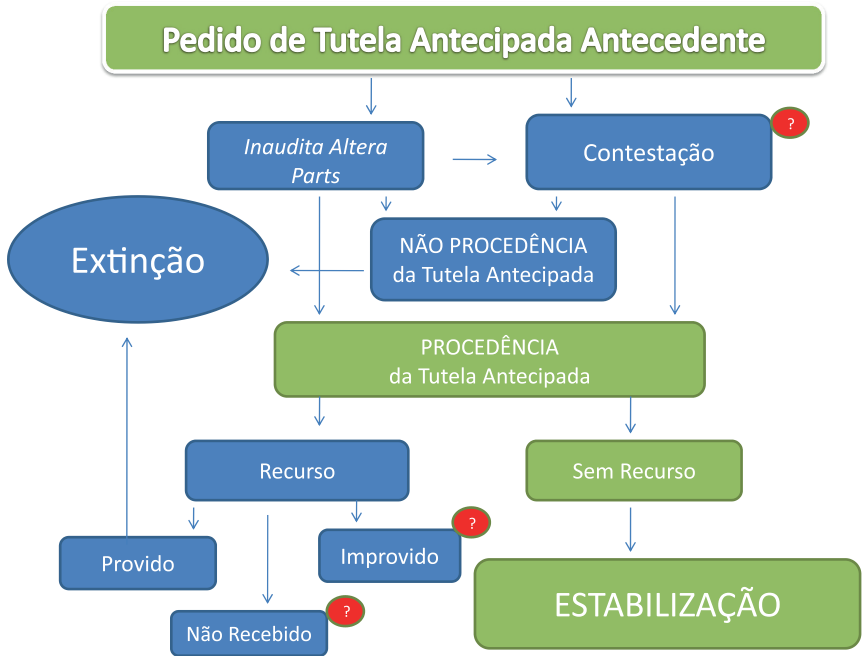 Pedido de Tutela Antecipada Antecedente
Inaudita Altera
Parts
Contestação
?
Extinção
NÃO PROCEDÊNCIA
da Tutela Antecipada
PROCEDÊNCIA
da Tutela Antecipada
Recurso
Sem Recurso
Provido
Improvido
?
Não Recebido
?
ESTABILIZAÇÃO